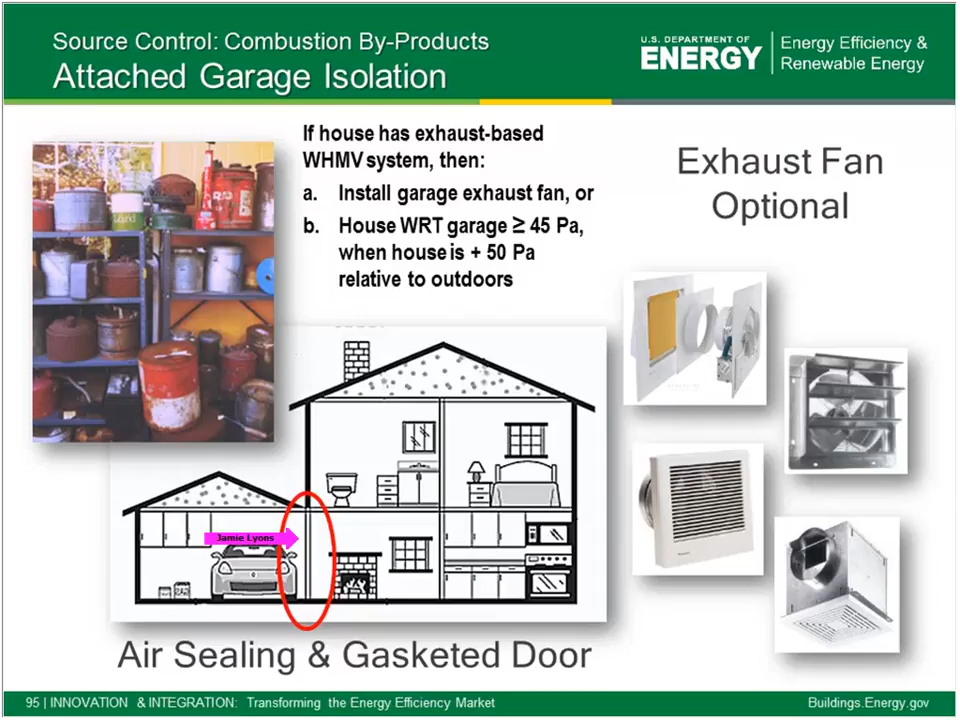 Source Control: Combustion By-Products
Attached Garage Isolation
U.S. DEPARTMENT OF
ENERGY
Energy Efficiency &
Renewable Energy
If house has exhaust-based
WHMV system, then:
a. Install garage exhaust fan, or
b. House WRT garage ≥ 45 Pa,
when house is + 50 Pa
relative to outdoors
Exhaust Fan
Optional
Jamie Lyons
Air Sealing & Gasketed Door
95 | INNOVATION & INTEGRATION: Transforming the Energy Efficiency Market
Buildings.Energy.gov